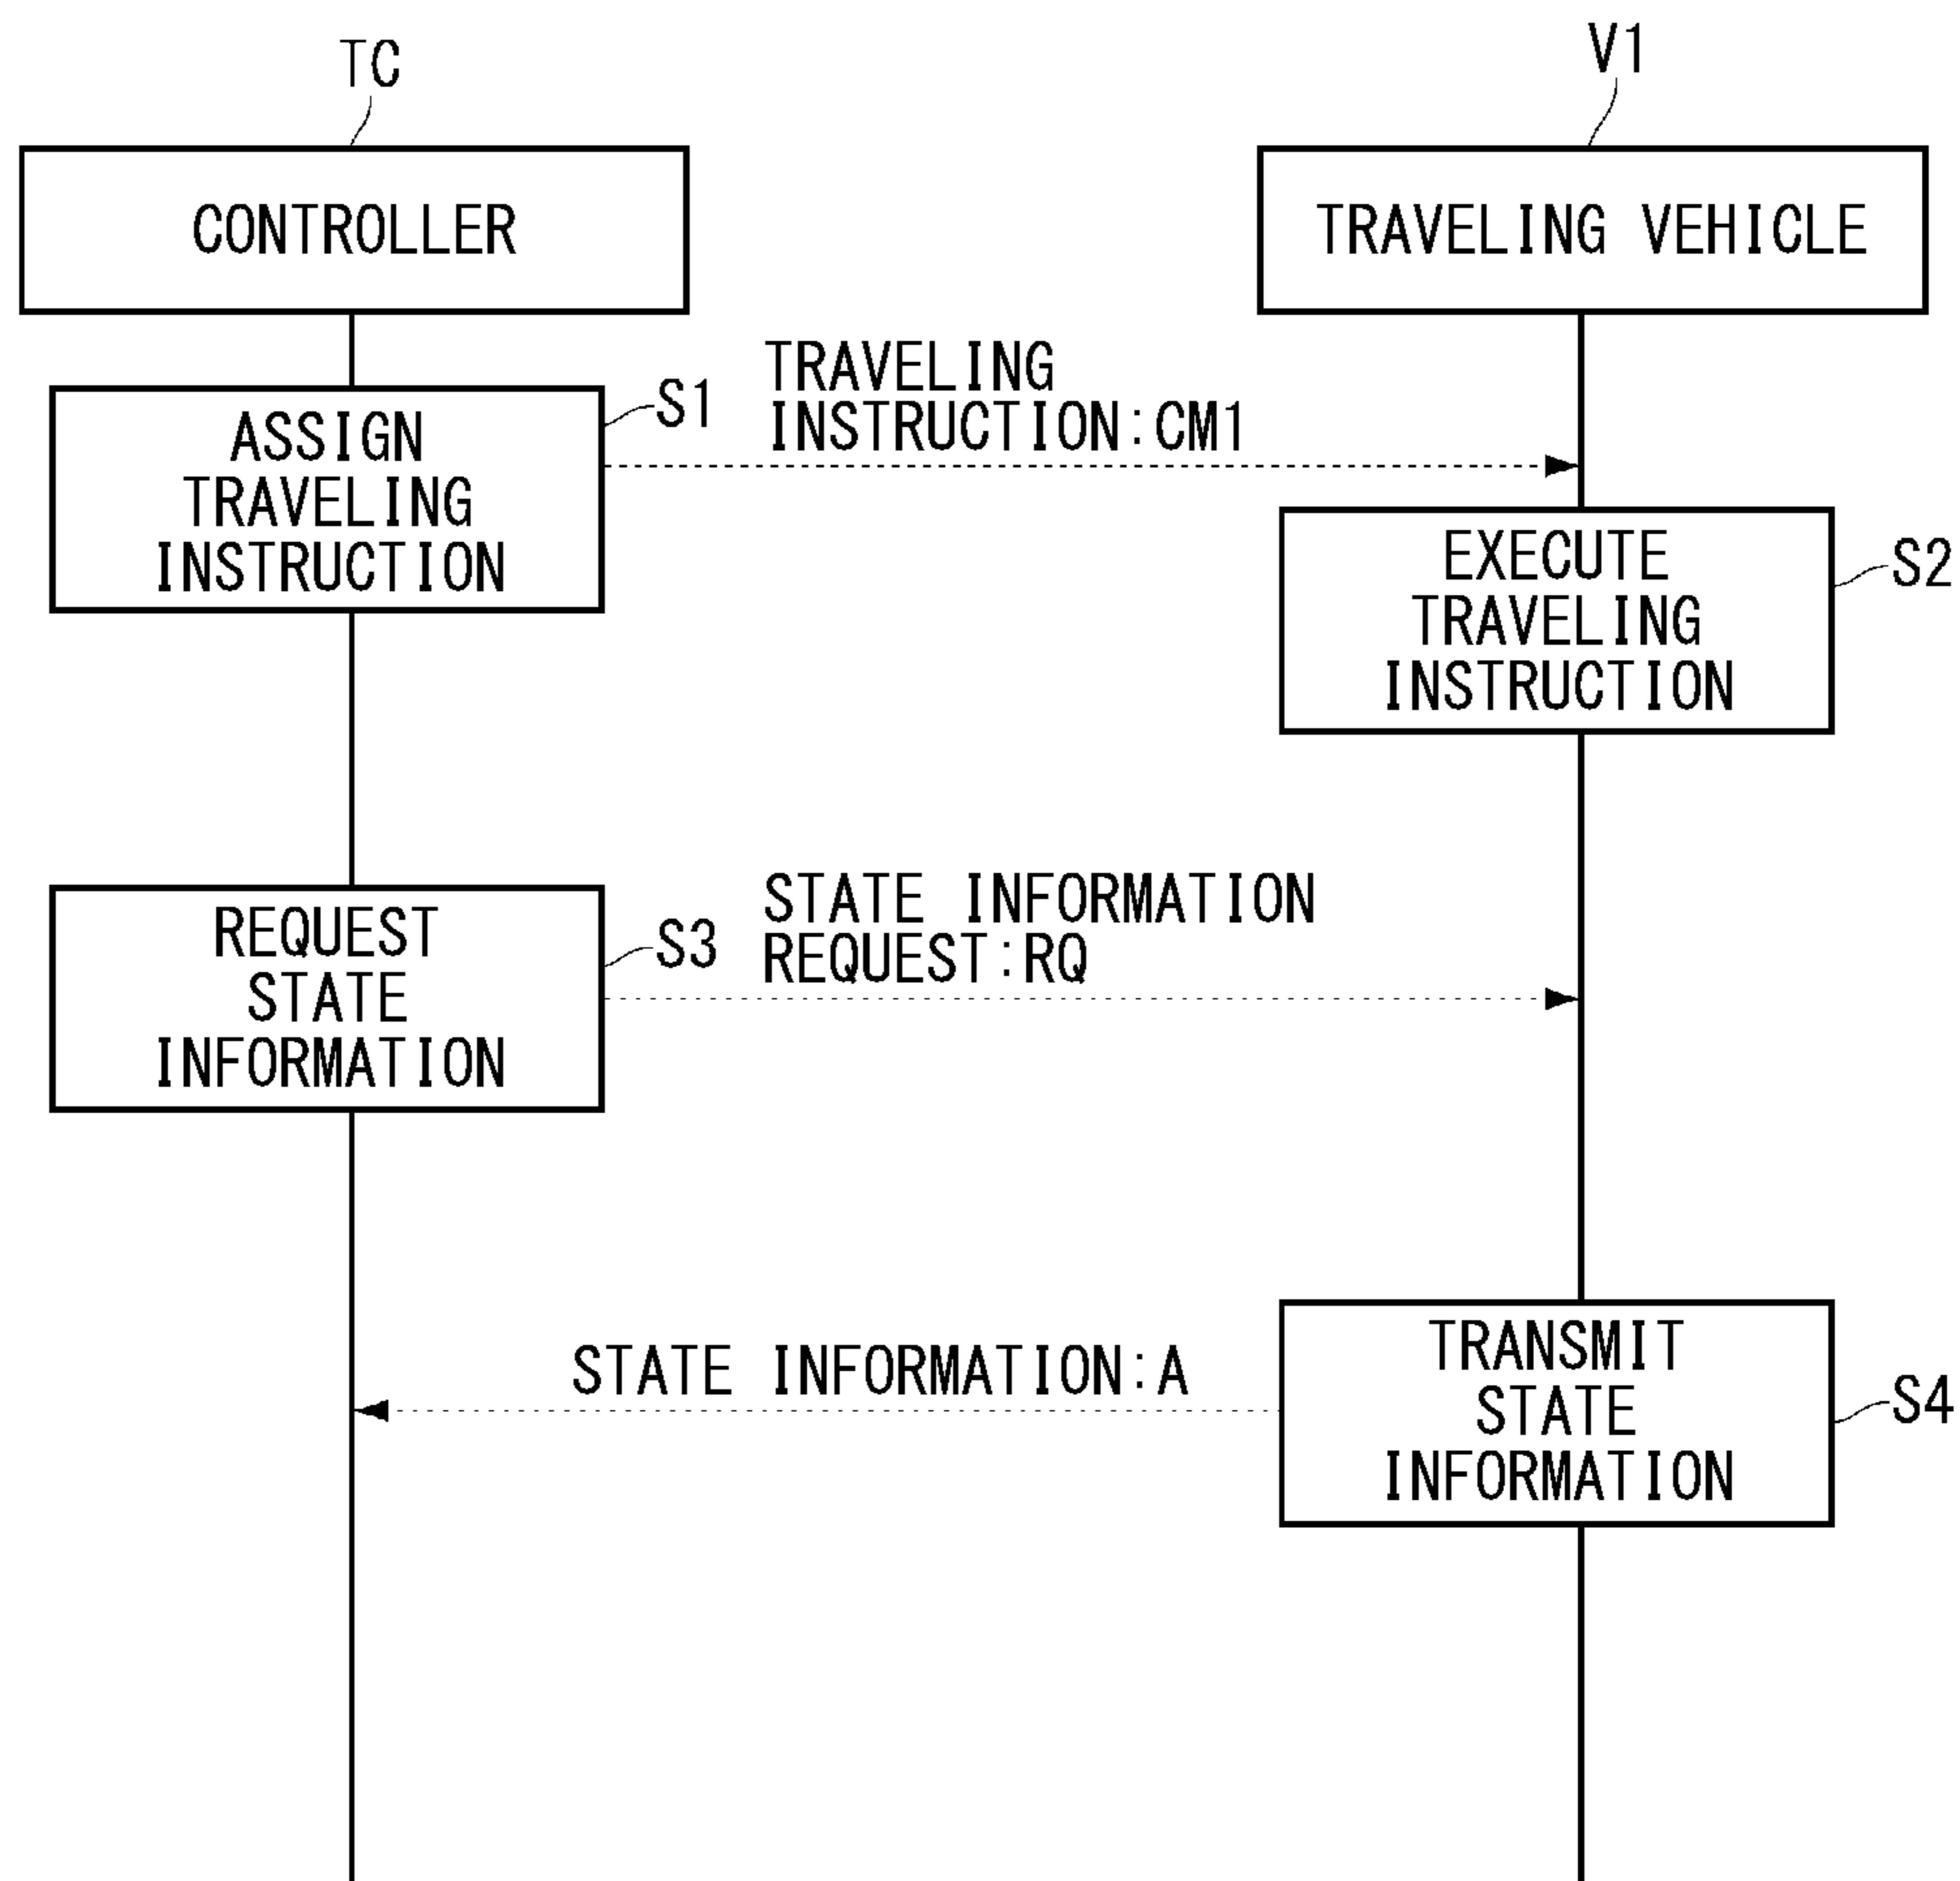 TC
V1
CONTROLLER
TRAVELING VEHICLE
ASSIGN
TRAVELING
INSTRUCTION
S1
TRAVELING
INSTRUCTION:CM1
EXECUTE
TRAVELING
INSTRUCTION
S2
REQUEST
STATE
INFORMATION
S3
STATE INFORMATION
REQUEST:RQ
STATE INFORMATION:A
TRANSMIT
STATE
INFORMATION
S4